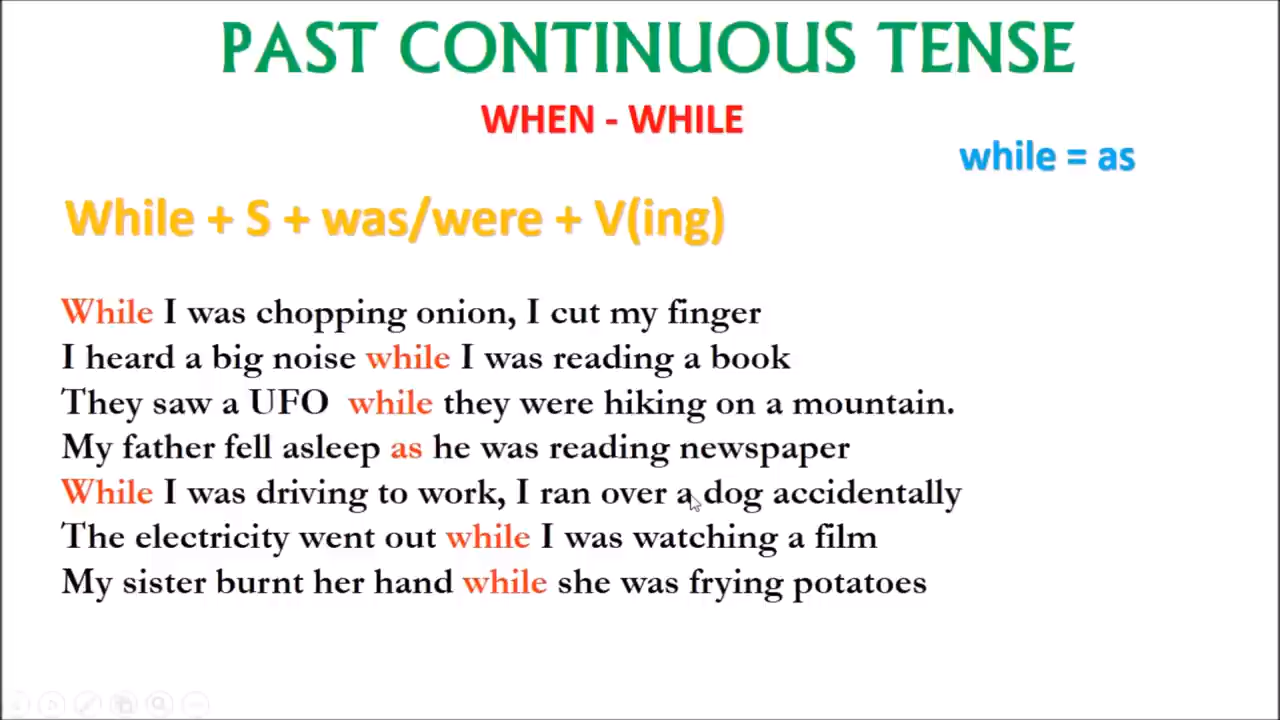 PAST CONTINUOUS TENSE
WHEN - WHILE
while = as
While + S + was/were + V(ing)
While I was chopping onion, I cut my finger
I heard a big noise while I was reading a book
They saw a UFO while they were hiking on a mountain.
My father fell asleep as he was reading newspaper
While I was driving to work, I ran over a dog accidentally
The electricity went out while I was watching a film
My sister burnt her hand while she was frying potatoes